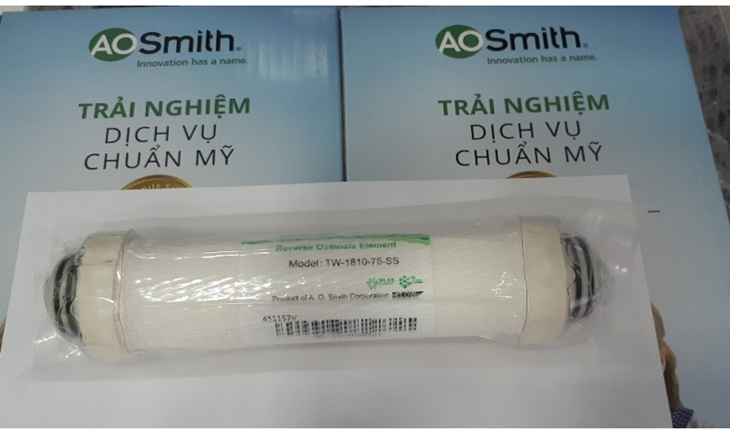 AOSmith®
Innovation has a name.
TRẢI NGHIỆM
DỊCH VỤ
CHUẨN MỸ
AOSmith®
Innovation has a name.
TRẢI NGHIỆM
DỊCH VỤ
CHUẨN MỸ
Reverse Osmosis Element
Model: TW-1810-75-SS
Product of A. O. Smith Corporation
451157V